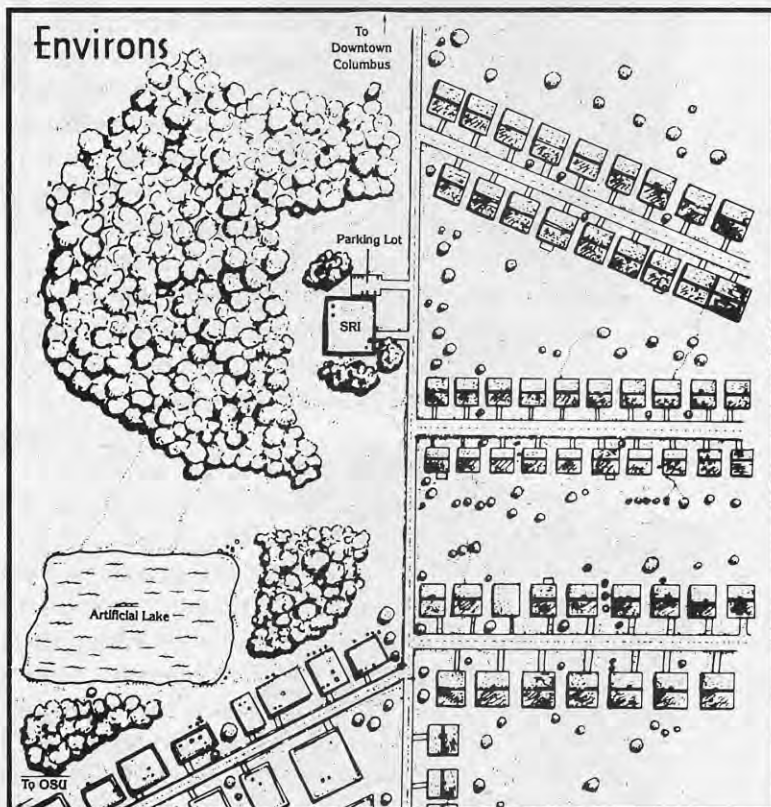 Environs
To
Downtown
Columbus
Parking Lot
SRI
Artificial Lake
To OSU